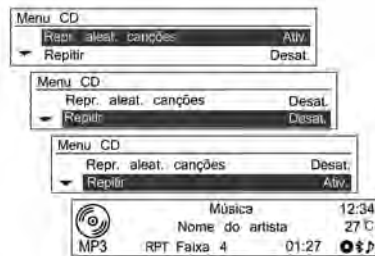 Menu CD
Repr. aleat. canções Ativ.
Repitir Desat.
Menu CD
Repr. aleat. canções Desat.
Repitir Desat.
Menu CD
Repr. aleat. canções Desat.
Repitir Ativ.
Música 12:34
Nome do artista 27 C
MP3 RPT Faixa 4 01:27